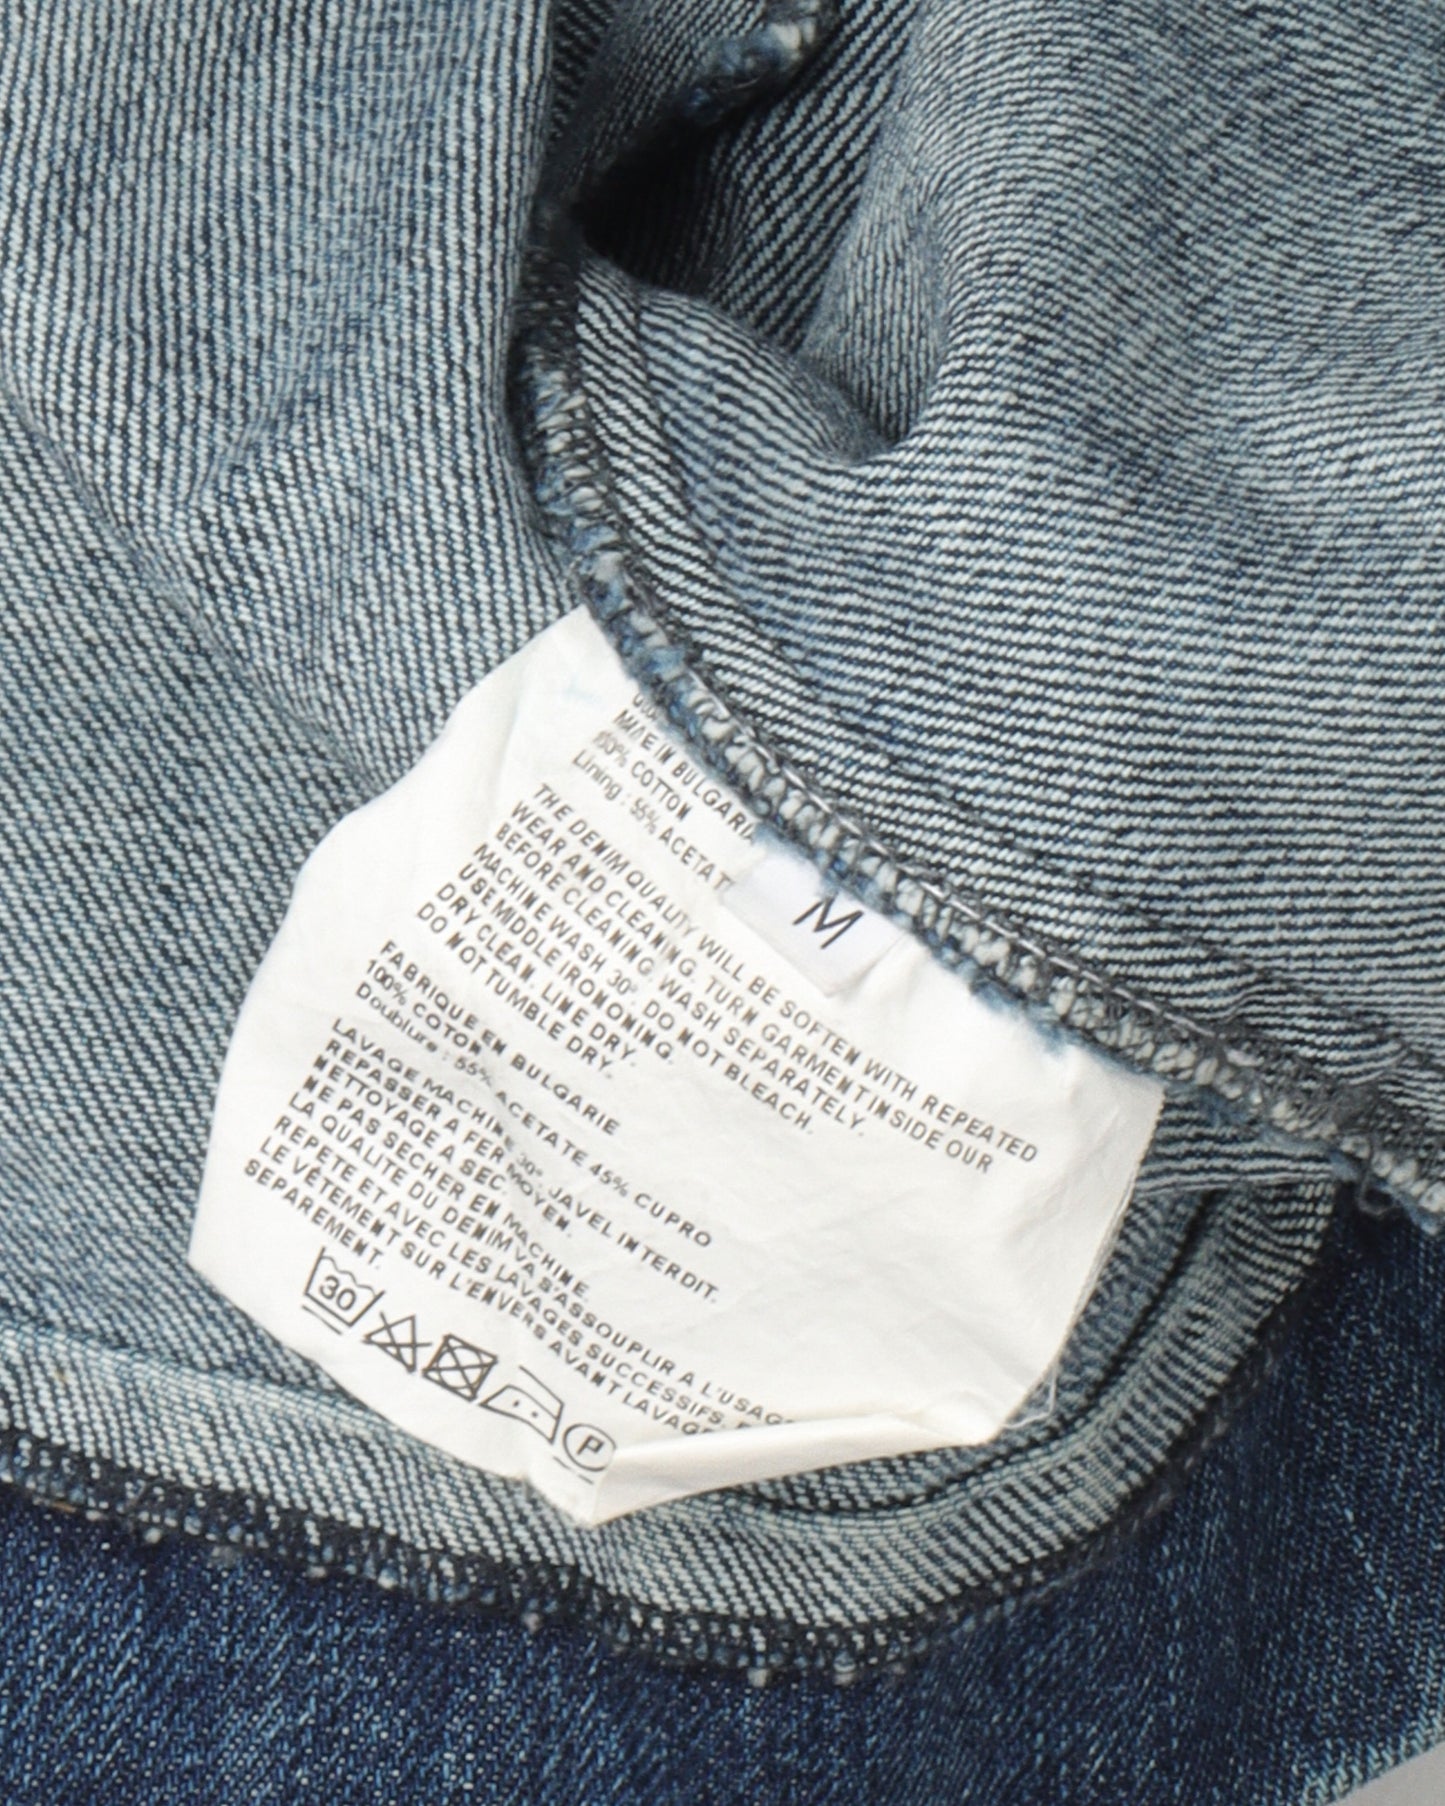 MADE IN BULGARIA
100% COTTON
Lining : 55% ACETAT
M
THE DENIM QUALITY WILL BE SOFTEN WITH REPEATED
WEAR AND CLEANING. TURN GARMENT INSIDE OUR
BEFORE CLEANING. WASH SEPARATELY.
MACHINE WASH 30°. DO NOT BLEACH.
USE MIDDLE IRONONING.
DRY CLEAN. LINE DRY.
DO NOT TUMBLE DRY.
FABRIQUE EN BULGARIE
100% COTON
Doublure : 55% ACETATE 45% CUPRO
LAVAGE MACHINE 30°. JAVEL INTERDIT.
REPASSER A FER MOYEN.
NETTOYAGE A SEC.
NE PAS SECHER EN MACHINE
LA QUALITE DU DENIM VA S'ASSOUPLIR À L'USAG
REPETE ET AVEC LES LAVAGES SUCCESSIFS.
LE VÊTEMENT SUR L'ENVERS AVANT LAVAGE
SEPAREMENT.
30
P